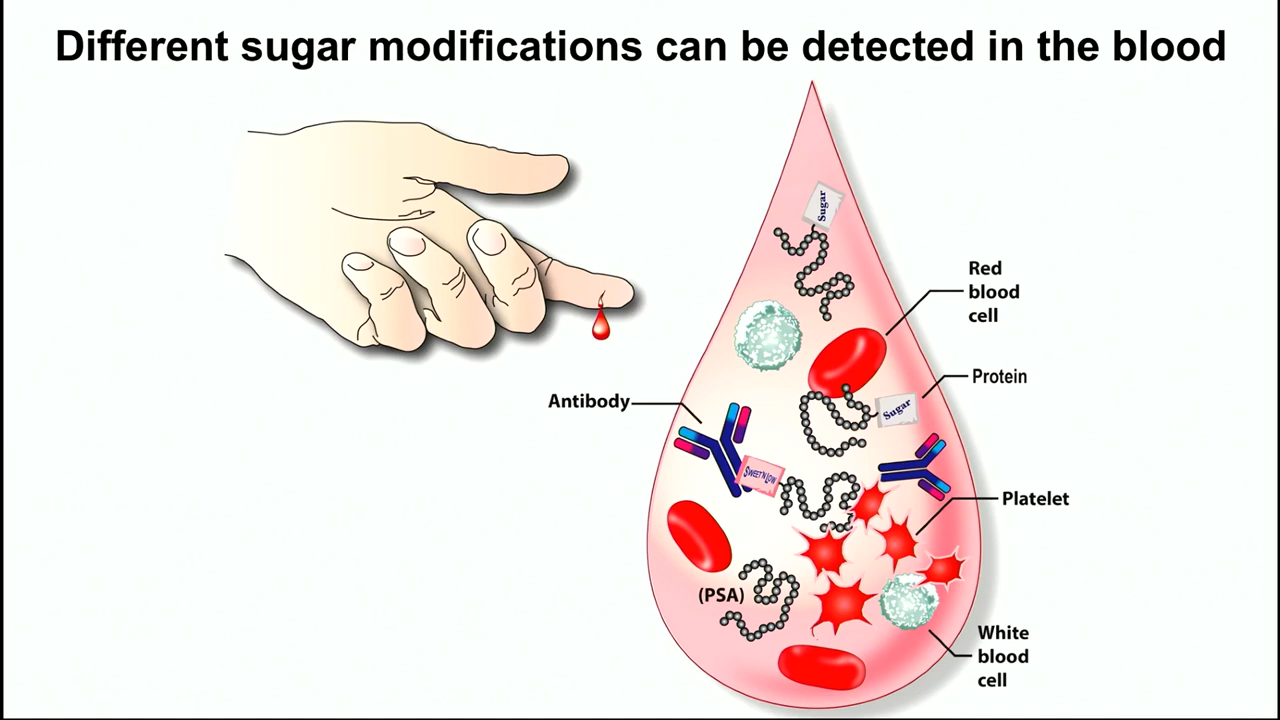 Different sugar modifications can be detected in the blood
Sugar
Red
blood
cell
Protein
Sugar
Antibody
SWEET'N LOW
Platelet
(PSA)
White
blood
cell